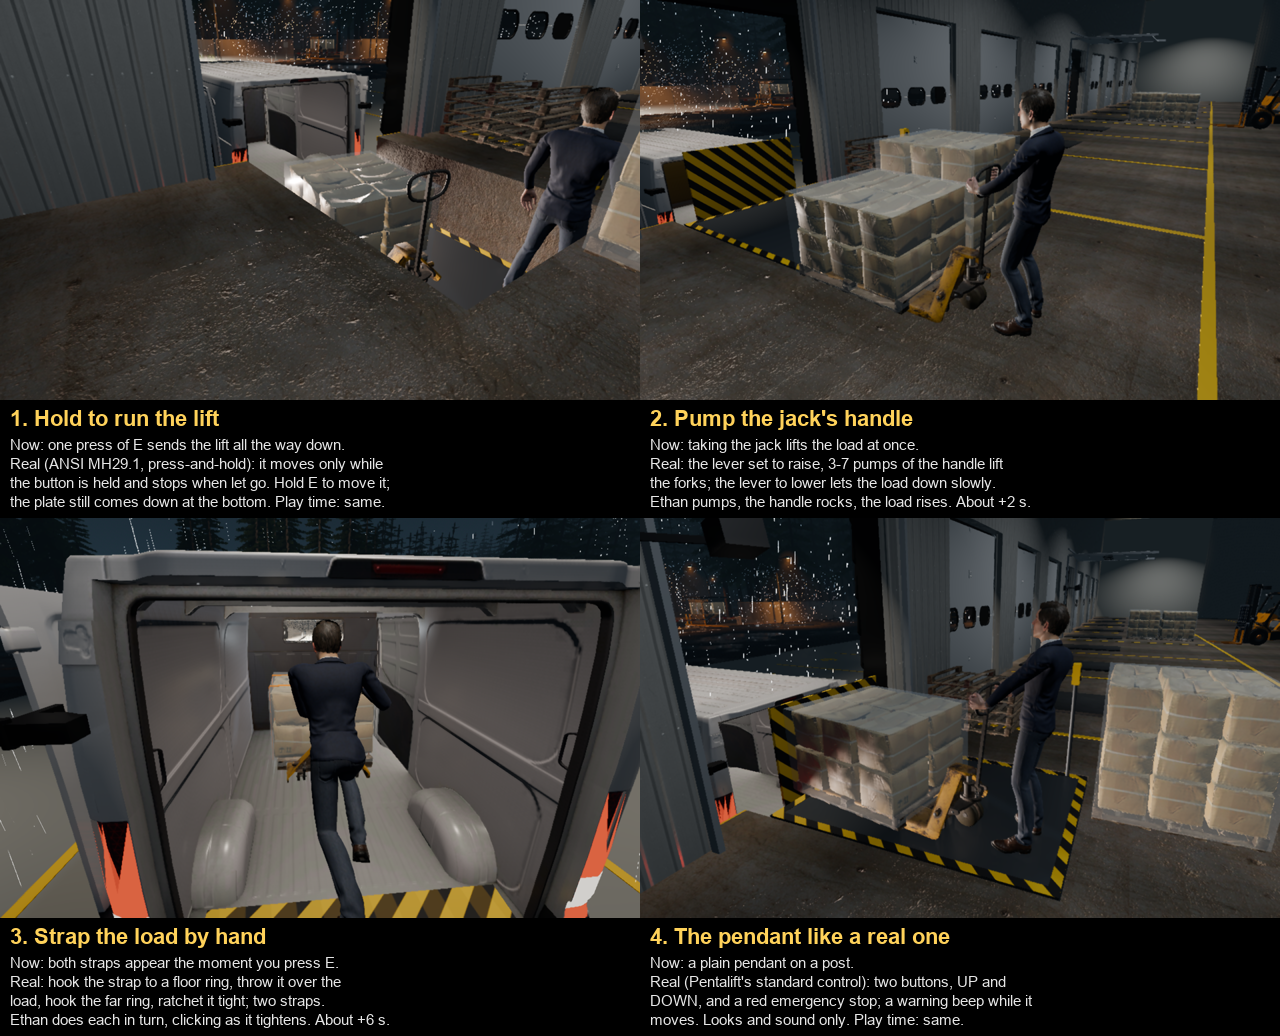 1. Hold to run the lift
Now: one press of E sends the lift all the way down.
Real (ANSI MH29.1, press-and-hold): it moves only while
the button is held and stops when let go. Hold E to move it;
the plate still comes down at the bottom. Play time: same.
2. Pump the jack's handle
Now: taking the jack lifts the load at once.
Real: the lever set to raise, 3-7 pumps of the handle lift
the forks; the lever to lower lets the load down slowly.
Ethan pumps, the handle rocks, the load rises. About +2 s.
3. Strap the load by hand
Now: both straps appear the moment you press E.
Real: hook the strap to a floor ring, throw it over the
load, hook the far ring, ratchet it tight; two straps.
Ethan does each in turn, clicking as it tightens. About +6 s.
4. The pendant like a real one
Now: a plain pendant on a post.
Real (Pentalift's standard control): two buttons, UP and
DOWN, and a red emergency stop; a warning beep while it
moves. Looks and sound only. Play time: same.